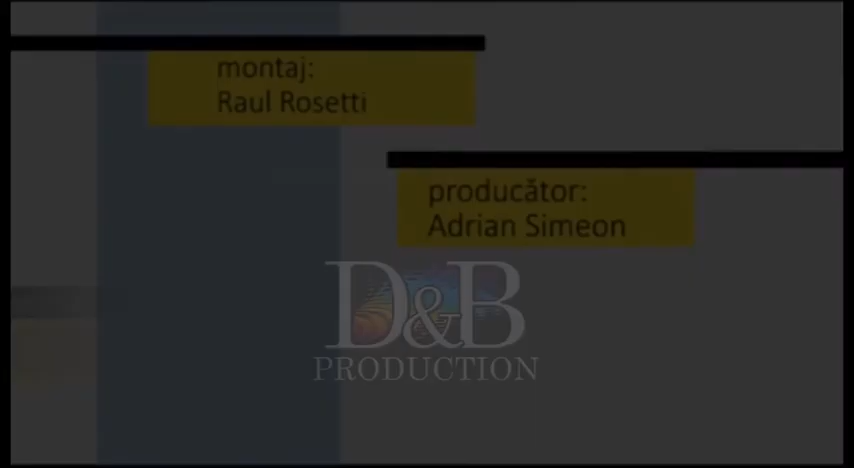 montaj:
Raul Rosetti
producător:
Adrian Simeon
D&B
PRODUCTION